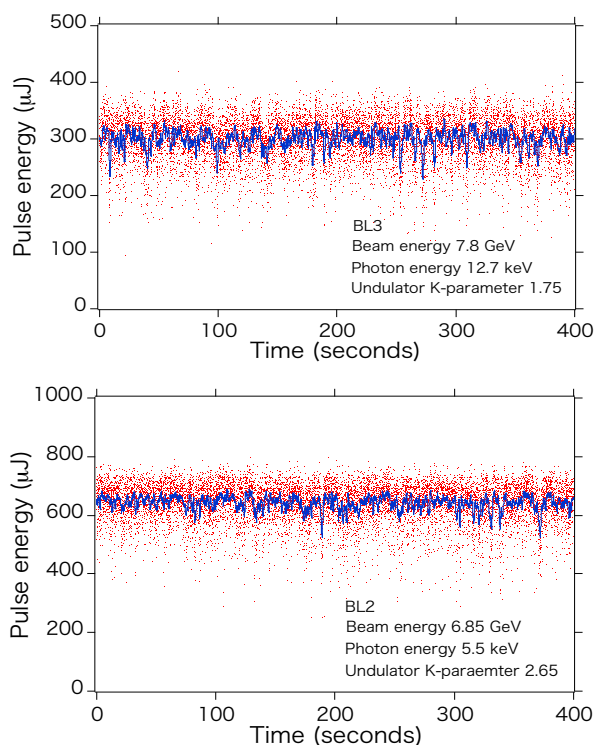 500
400
300
200
100
0
Pulse energy (μJ)
BL3
Beam energy 7.8 GeV
Photon energy 12.7 keV
Undulator K-parameter 1.75
0 100 200 300 400
Time (seconds)
1000
800
600
400
200
0
Pulse energy (μJ)
BL2
Beam energy 6.85 GeV
Photon energy 5.5 keV
Undulator K-paraemter 2.65
0 100 200 300 400
Time (seconds)